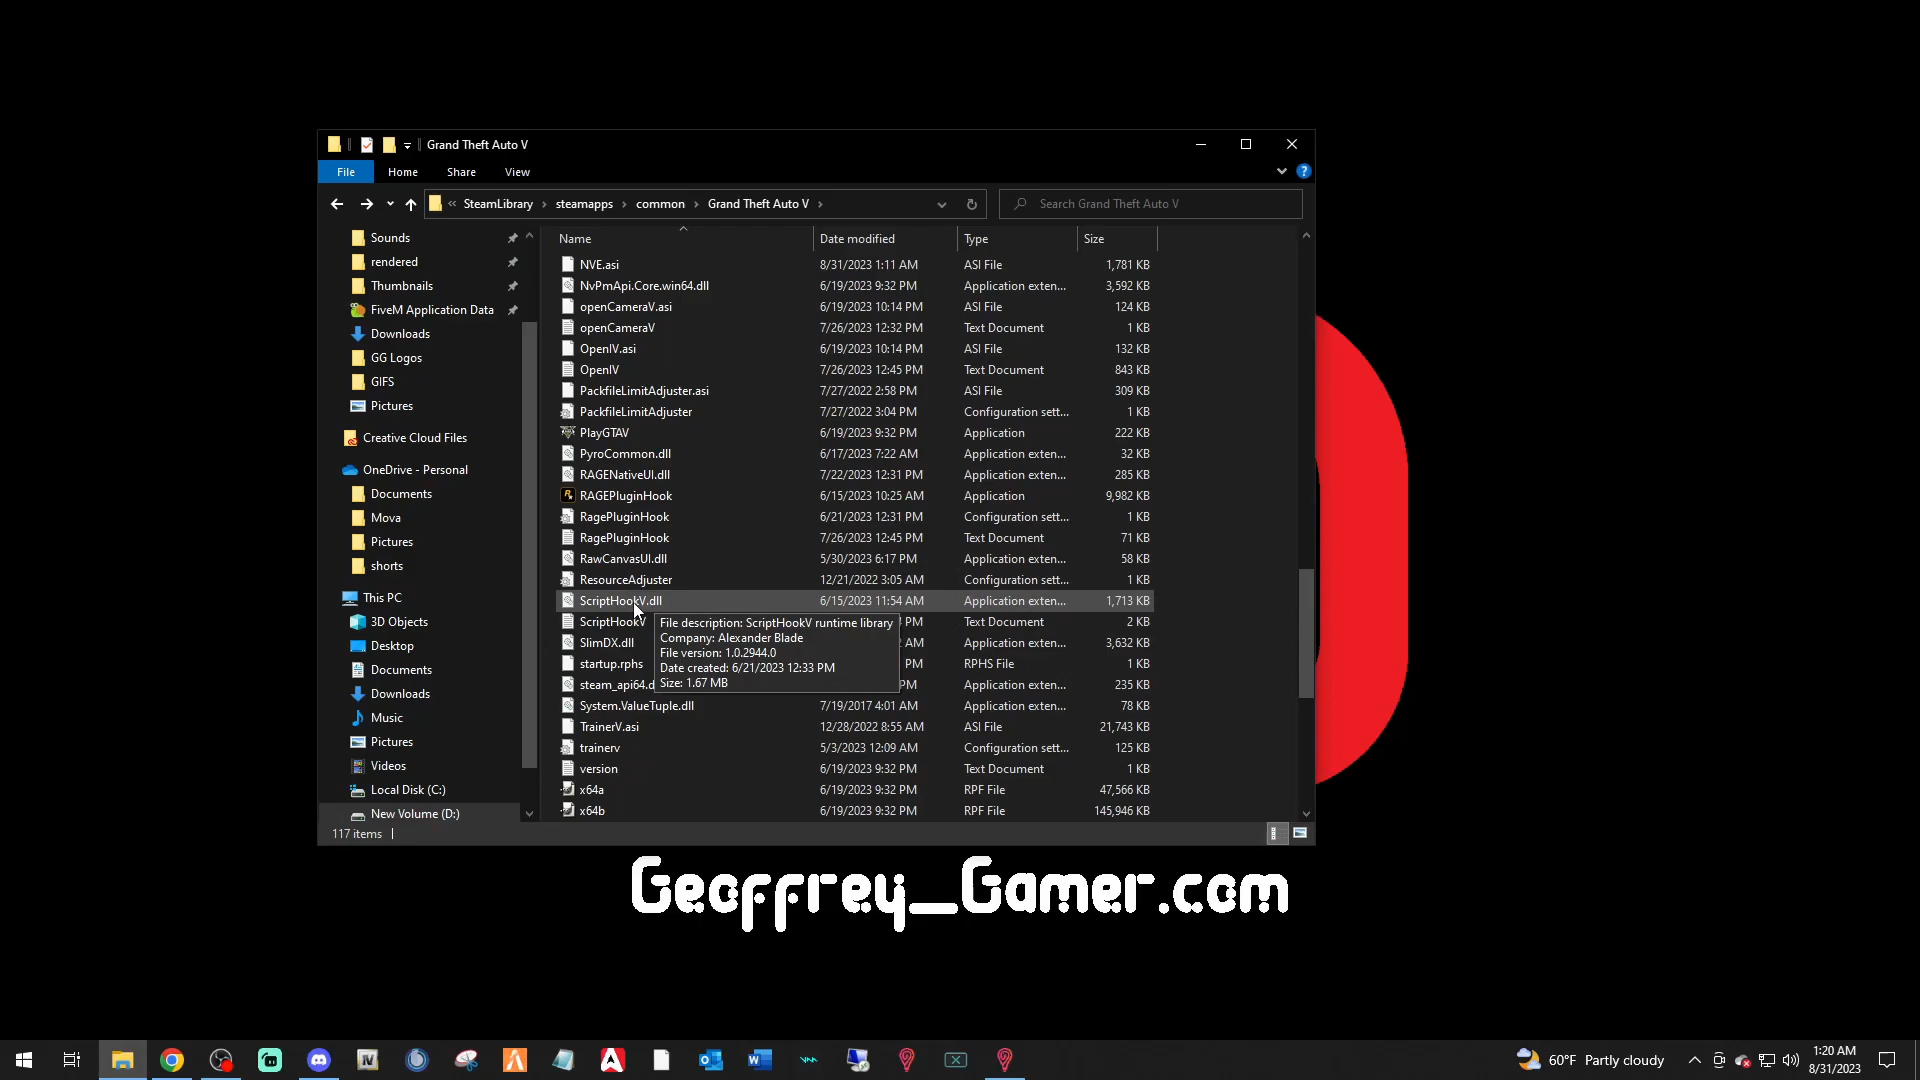 Grand Theft Auto V
File Home Share View
« SteamLibrary › steamapps › common › Grand Theft Auto V ›
Search Grand Theft Auto V
Sounds
rendered
Thumbnails
FiveM Application Data
Downloads
GG Logos
GIFS
Pictures
Creative Cloud Files
OneDrive - Personal
Documents
Mova
Pictures
shorts
This PC
3D Objects
Desktop
Documents
Downloads
Music
Pictures
Videos
Local Disk (C:)
New Volume (D:)
Name Date modified Type Size
NVE.asi 8/31/2023 1:11 AM ASI File 1,781 KB
NvPmApi.Core.win64.dll 6/19/2023 9:32 PM Application exten... 3,592 KB
openCameraV.asi 6/19/2023 10:14 PM ASI File 124 KB
openCameraV 7/26/2023 12:32 PM Text Document 1 KB
OpenIV.asi 6/19/2023 10:14 PM ASI File 132 KB
OpenIV 7/26/2023 12:45 PM Text Document 843 KB
PackfileLimitAdjuster.asi 7/27/2022 2:58 PM ASI File 309 KB
PackfileLimitAdjuster 7/27/2022 3:04 PM Configuration sett... 1 KB
PlayGTAV 6/19/2023 9:32 PM Application 222 KB
PyroCommon.dll 6/17/2023 7:22 AM Application exten... 32 KB
RAGENativeUI.dll 7/22/2023 12:31 PM Application exten... 285 KB
RAGEPluginHook 6/15/2023 10:25 AM Application 9,982 KB
RagePluginHook 6/21/2023 12:31 PM Configuration sett... 1 KB
RagePluginHook 7/26/2023 12:45 PM Text Document 71 KB
RawCanvasUI.dll 5/30/2023 6:17 PM Application exten... 58 KB
ResourceAdjuster 12/21/2022 3:05 AM Configuration sett... 1 KB
ScriptHookV.dll 6/15/2023 11:54 AM Application exten... 1,713 KB
ScriptHookV PM Text Document 2 KB
SlimDX.dll AM Application exten... 3,632 KB
startup.rphs PM RPHS File 1 KB
steam_api64.d PM Application exten... 235 KB
System.ValueTuple.dll 7/19/2017 4:01 AM Application exten... 78 KB
TrainerV.asi 12/28/2022 8:55 AM ASI File 21,743 KB
trainerv 5/3/2023 12:09 AM Configuration sett... 125 KB
version 6/19/2023 9:32 PM Text Document 1 KB
x64a 6/19/2023 9:32 PM RPF File 47,566 KB
x64b 6/19/2023 9:32 PM RPF File 145,946 KB
File description: ScriptHookV runtime library
Company: Alexander Blade
File version: 1.0.2944.0
Date created: 6/21/2023 12:33 PM
Size: 1.67 MB
117 items
Geoffrey_Gamer.com
60°F Partly cloudy
1:20 AM
8/31/2023